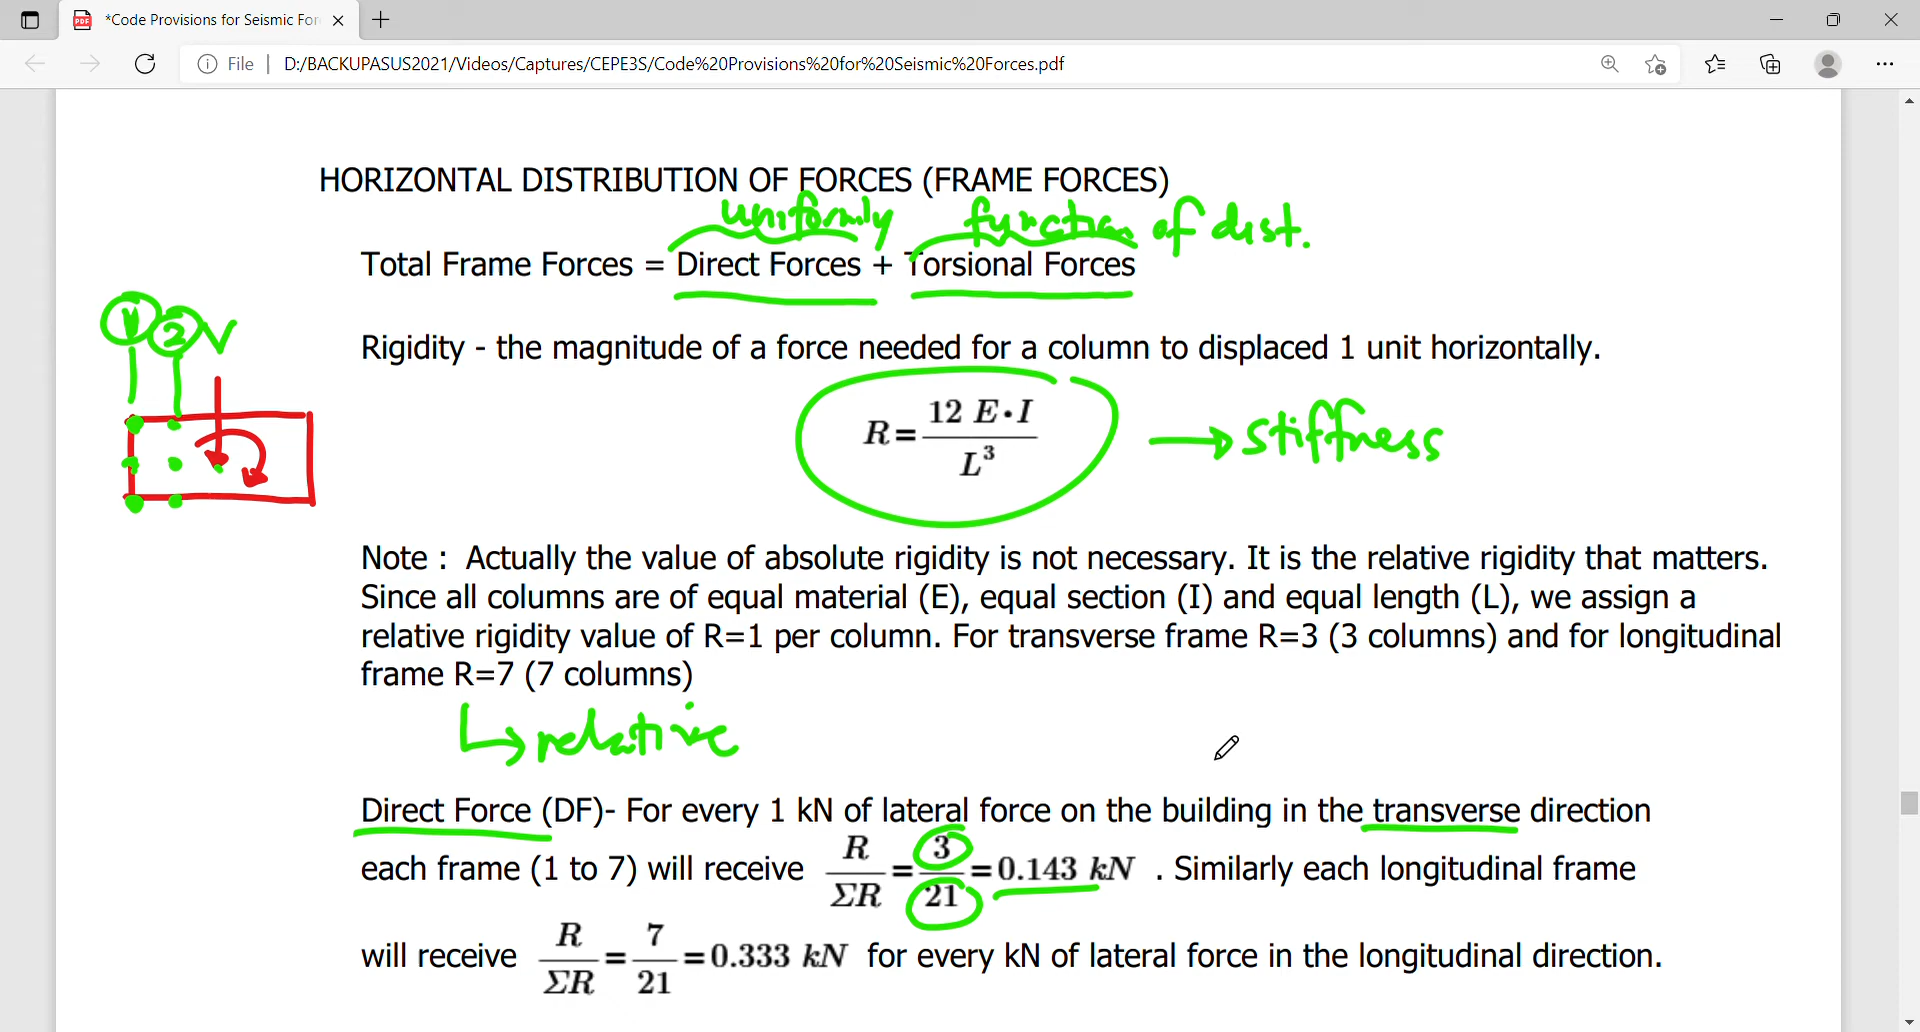 *Code Provisions for Seismic For
File | D:/BACKUPASUS2021/Videos/Captures/CEPE3S/Code%20Provisions%20for%20Seismic%20Forces.pdf
HORIZONTAL DISTRIBUTION OF FORCES (FRAME FORCES)
uniformly function of dist.
Total Frame Forces = Direct Forces + Torsional Forces
1 2 V
Rigidity - the magnitude of a force needed for a column to displaced 1 unit horizontally.
R = 12 E·I / L³
→ stiffness
Note : Actually the value of absolute rigidity is not necessary. It is the relative rigidity that matters.
Since all columns are of equal material (E), equal section (I) and equal length (L), we assign a
relative rigidity value of R=1 per column. For transverse frame R=3 (3 columns) and for longitudinal
frame R=7 (7 columns)
↳ relative
Direct Force (DF)- For every 1 kN of lateral force on the building in the transverse direction
each frame (1 to 7) will receive R / ΣR = 3 / 21 = 0.143 kN . Similarly each longitudinal frame
will receive R / ΣR = 7 / 21 = 0.333 kN for every kN of lateral force in the longitudinal direction.